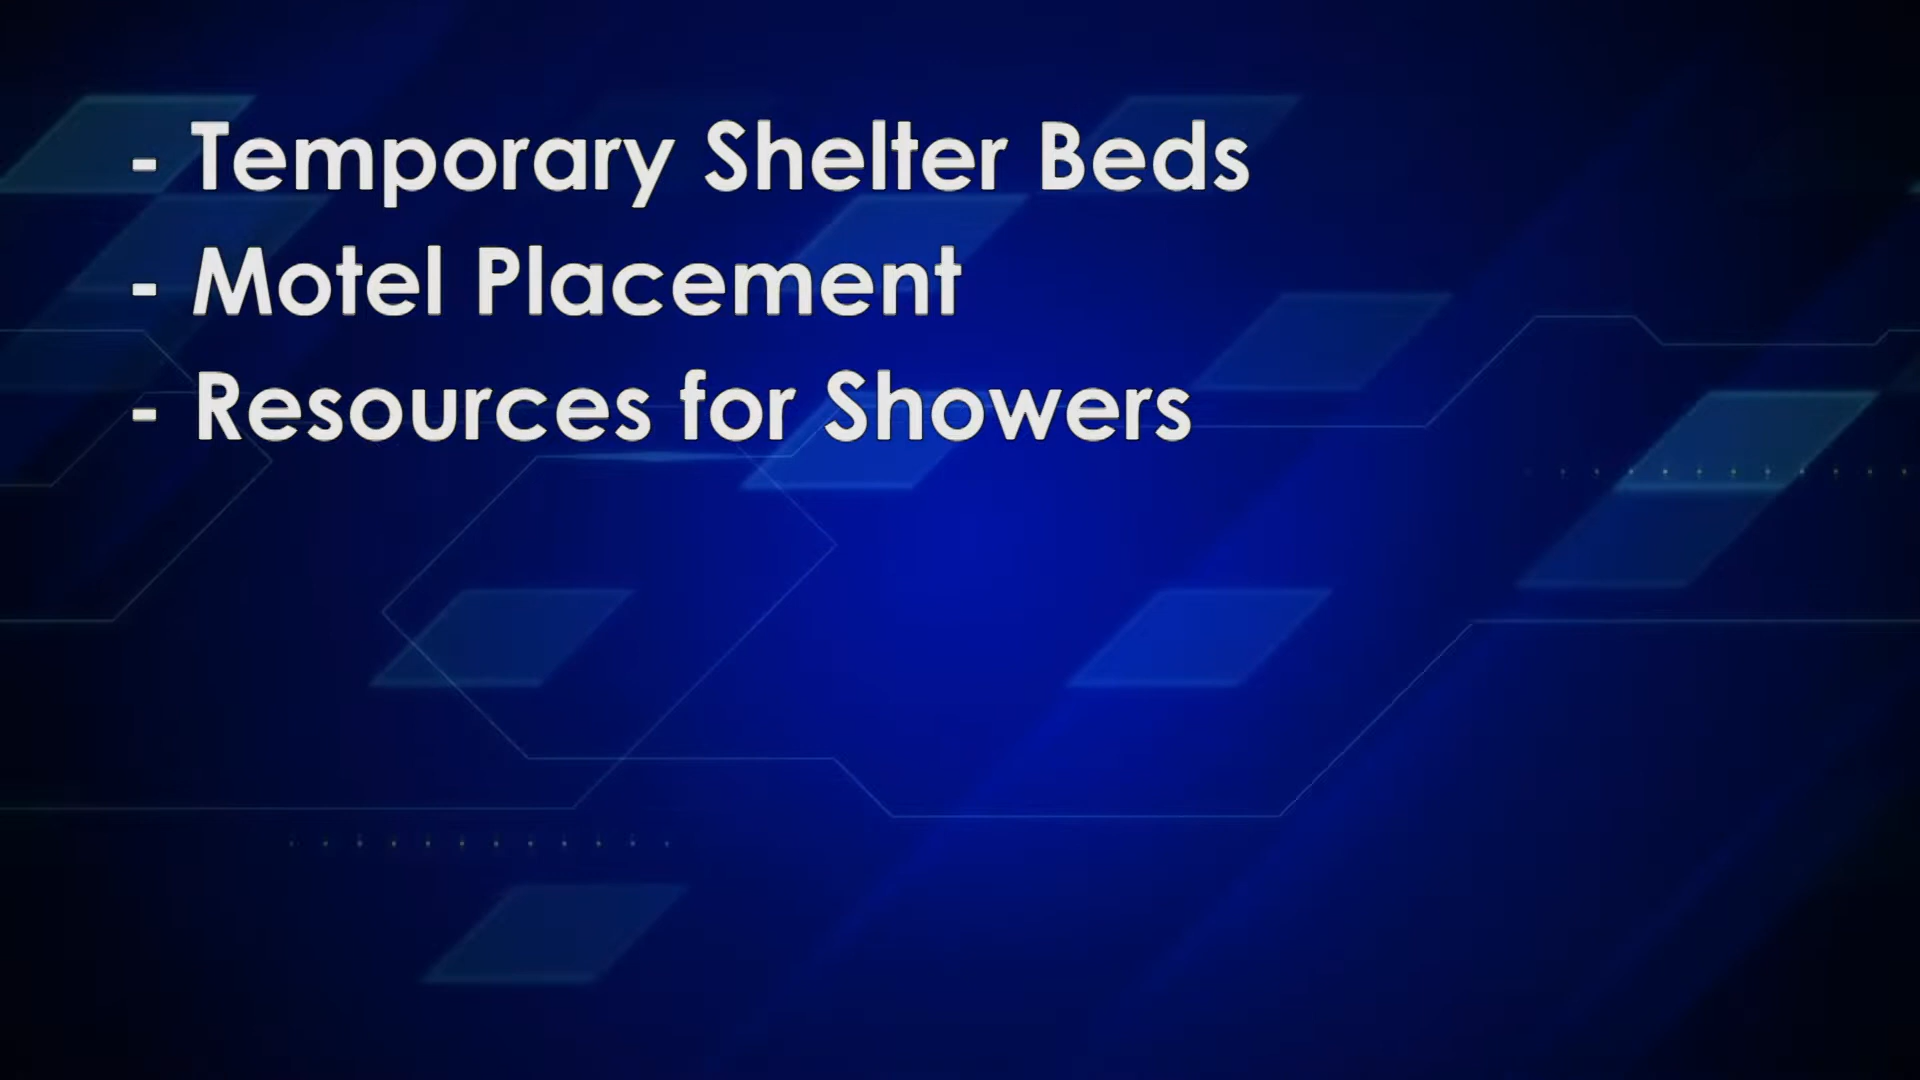 - Temporary Shelter Beds
- Motel Placement
- Resources for Showers